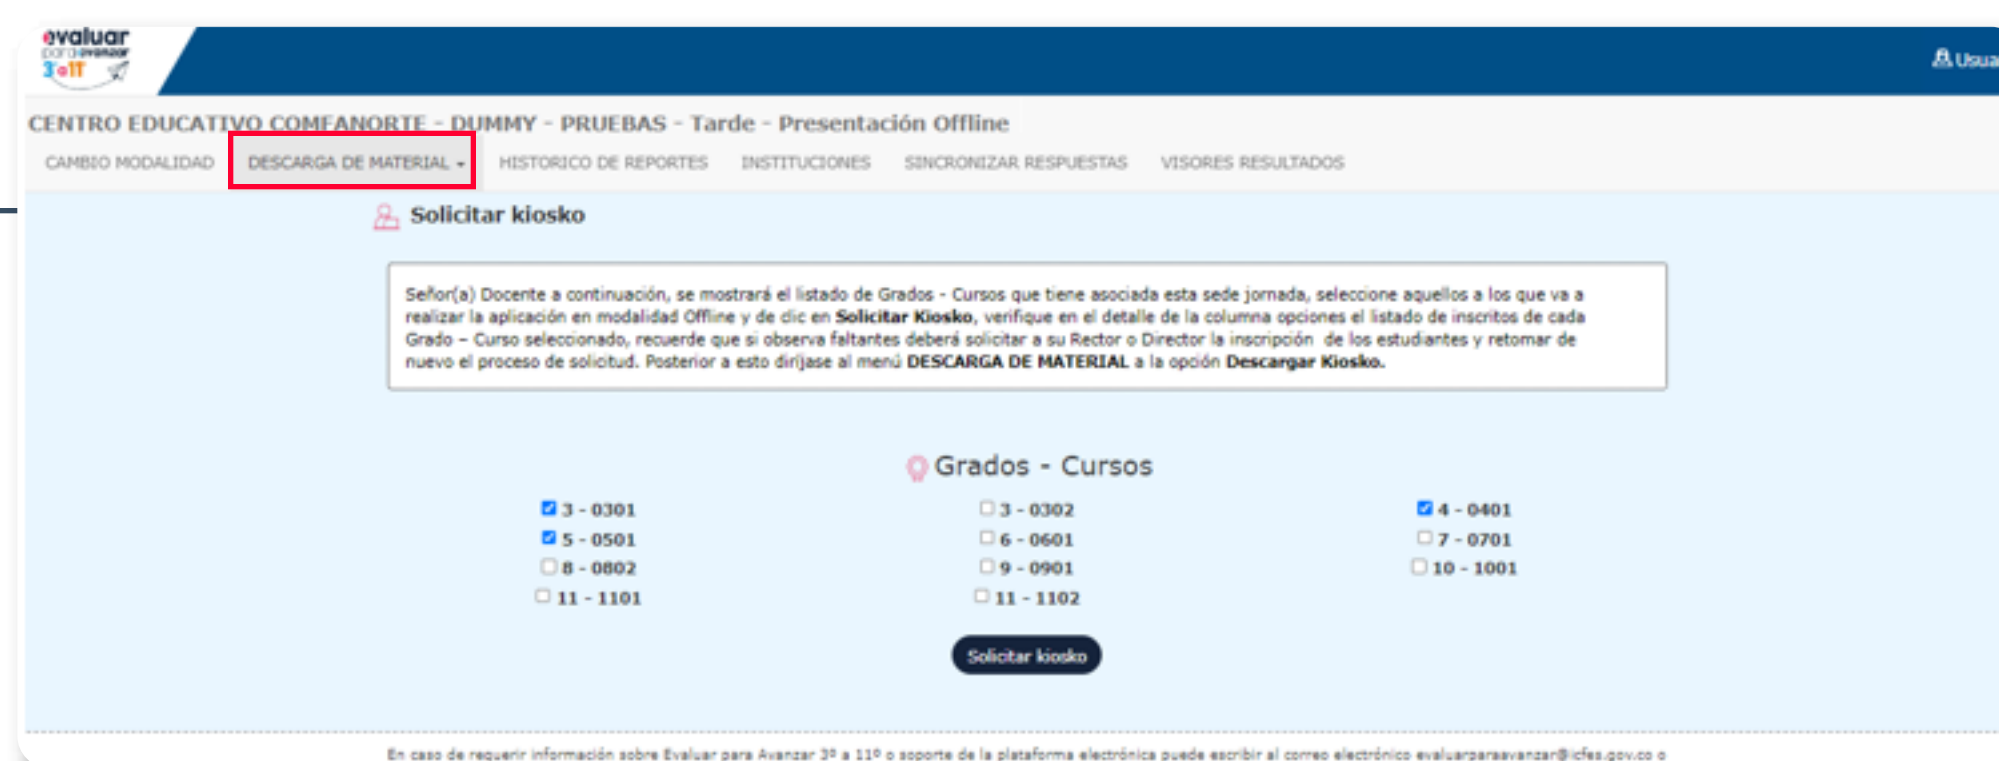 evaluar
para avanzar
3°a11°
Usua
CENTRO EDUCATIVO COMFANORTE - DUMMY - PRUEBAS - Tarde - Presentación Offline
CAMBIO MODALIDAD DESCARGA DE MATERIAL HISTORICO DE REPORTES INSTITUCIONES SINCRONIZAR RESPUESTAS VISORES RESULTADOS
Solicitar kiosko
Señor(a) Docente a continuación, se mostrará el listado de Grados - Cursos que tiene asociada esta sede jornada, seleccione aquellos a los que va a
realizar la aplicación en modalidad Offline y de clic en Solicitar Kiosko, verifique en el detalle de la columna opciones el listado de inscritos de cada
Grado – Curso seleccionado, recuerde que si observa faltantes deberá solicitar a su Rector o Director la inscripción de los estudiantes y retomar de
nuevo el proceso de solicitud. Posterior a esto diríjase al menú DESCARGA DE MATERIAL a la opción Descargar Kiosko.
Grados - Cursos
3 - 0301 3 - 0302 4 - 0401
5 - 0501 6 - 0601 7 - 0701
8 - 0802 9 - 0901 10 - 1001
11 - 1101 11 - 1102
Solicitar kiosko
En caso de requerir información sobre Evaluar para Avanzar 3º a 11º o soporte de la plataforma electrónica puede escribir al correo electrónico evaluarparaavanzar@icfes.gov.co o